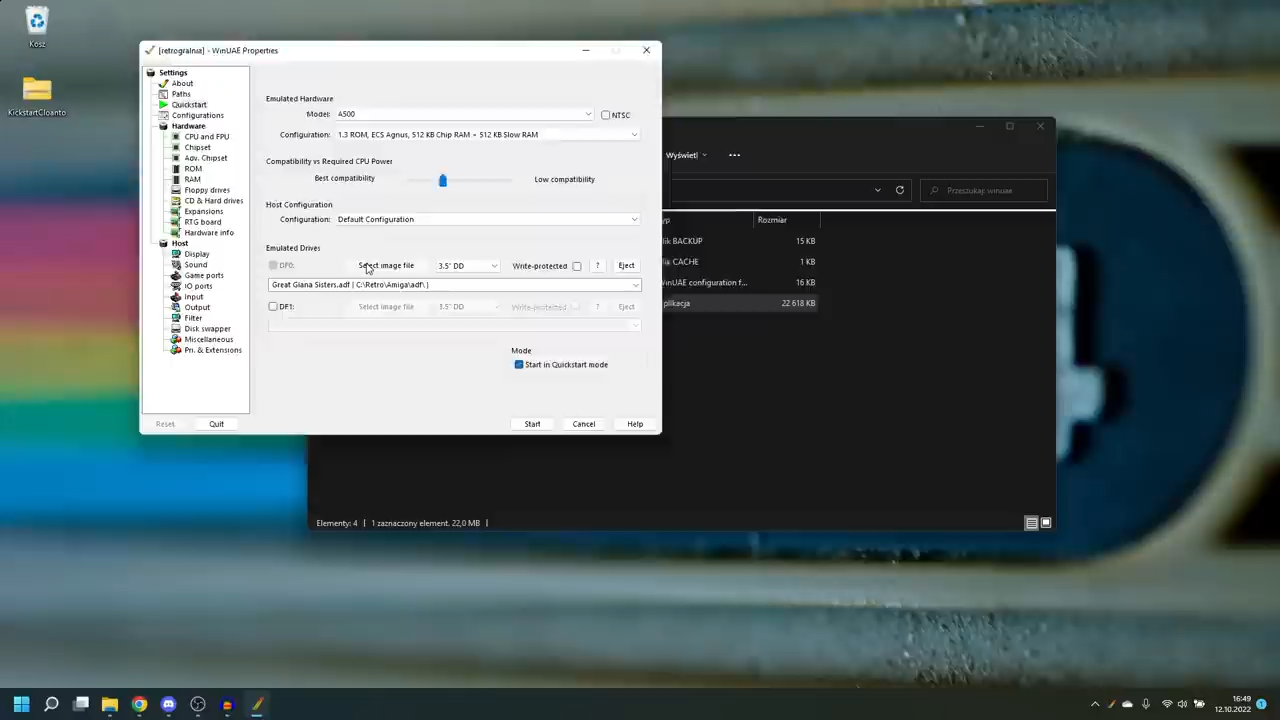 Kosz
KickstartCloanto
[retrogralnia] - WinUAE Properties
Settings
About
Paths
Quickstart
Configurations
Hardware
CPU and FPU
Chipset
Adv. Chipset
ROM
RAM
Floppy drives
CD & Hard drives
Expansions
RTG board
Hardware info
Host
Display
Sound
Game ports
IO ports
Input
Output
Filter
Disk swapper
Miscellaneous
Pri. & Extensions
Reset
Quit
Emulated Hardware
Model: A500 NTSC
Configuration: 1.3 ROM, ECS Agnus, 512 KB Chip RAM + 512 KB Slow RAM
Compatibility vs Required CPU Power
Best compatibility Low compatibility
Host Configuration
Configuration: Default Configuration
Emulated Drives
DF0: Select image file 3.5" DD Write-protected ? Eject
Great Giana Sisters.adf [ C:\Retro\Amiga\adf\ ]
DF1: Select image file 3.5" DD Write-protected ? Eject
Mode
Start in Quickstart mode
Start Cancel Help
Wyświetl
Przeszukaj: winuae
yp Rozmiar
lik BACKUP 15 KB
lik CACHE 1 KB
WinUAE configuration f... 16 KB
plikacja 22 618 KB
Elementy: 4 | 1 zaznaczony element. 22,0 MB |
16:49
12.10.2022